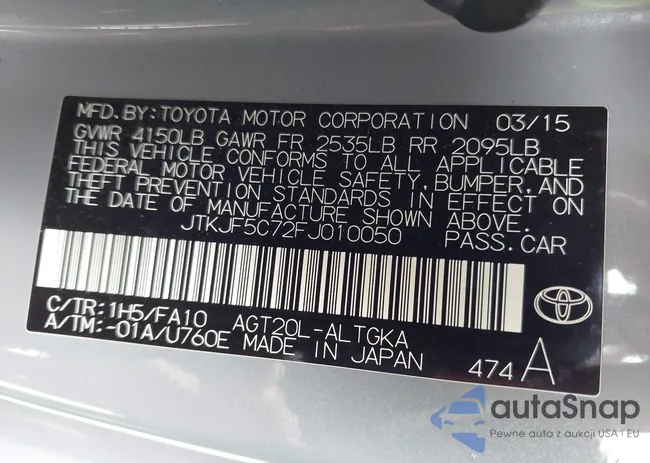 MFD.BY:TOYOTA MOTOR CORPORATION 03/15
GVWR 4150LB GAWR FR 2535LB RR 2095LB
THIS VEHICLE CONFORMS TO ALL APPLICABLE
FEDERAL MOTOR VEHICLE SAFETY,BUMPER,AND
THEFT PREVENTION STANDARDS IN EFFECT ON
THE DATE OF MANUFACTURE SHOWN ABOVE.
JTKJF5C72FJ010050 PASS.CAR
C/TR:1H5/FA10 AGT20L-ALTGKA
A/TM:-01A/U760E MADE IN JAPAN
474 A
autaSnap
Pewne auta z aukcji USA i EU